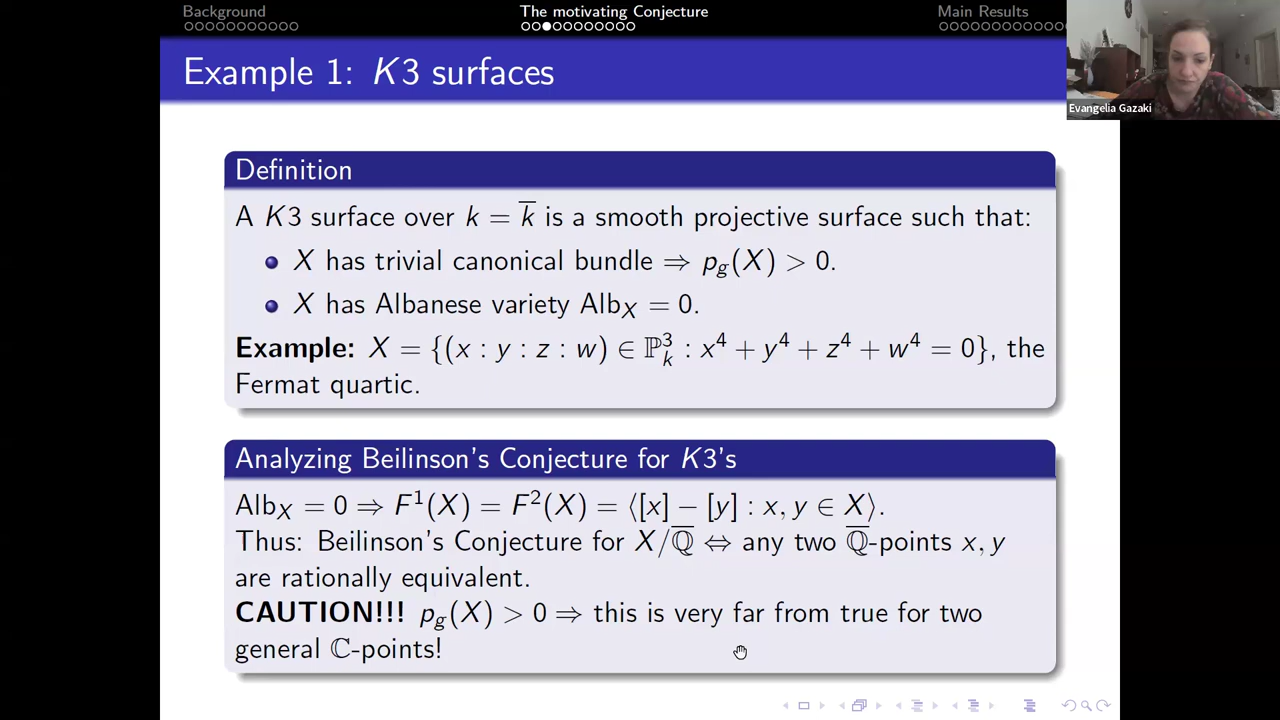 Background
The motivating Conjecture
Main Results
Example 1: K3 surfaces
Evangelia Gazaki
Definition
A K3 surface over k = k̅ is a smooth projective surface such that:
• X has trivial canonical bundle ⇒ p_g(X) > 0.
• X has Albanese variety Alb_X = 0.
Example: X = {(x : y : z : w) ∈ ℙ³_k : x⁴ + y⁴ + z⁴ + w⁴ = 0}, the
Fermat quartic.
Analyzing Beilinson's Conjecture for K3's
Alb_X = 0 ⇒ F¹(X) = F²(X) = ⟨[x] − [y] : x, y ∈ X⟩.
Thus: Beilinson's Conjecture for X/ℚ̅ ⇔ any two ℚ̅-points x, y
are rationally equivalent.
CAUTION!!! p_g(X) > 0 ⇒ this is very far from true for two
general ℂ-points!